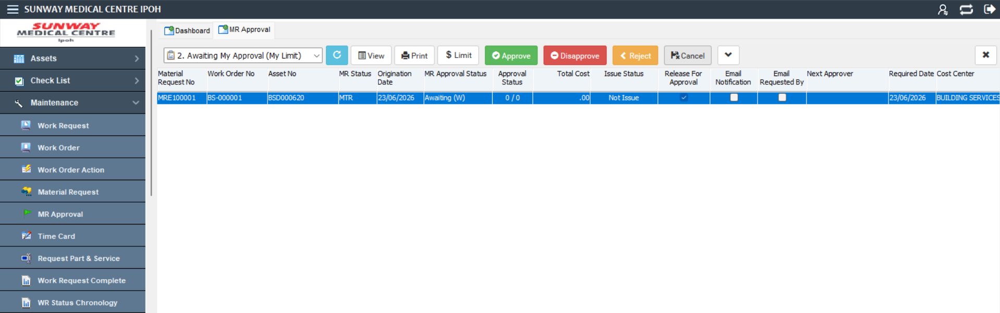 SUNWAY MEDICAL CENTRE IPOH
SUNWAY
MEDICAL CENTRE
Ipoh
Assets
Check List
Maintenance
Work Request
Work Order
Work Order Action
Material Request
MR Approval
Time Card
Request Part & Service
Work Request Complete
WR Status Chronology
Dashboard MR Approval
2. Awaiting My Approval (My Limit) View Print $ Limit Approve Disapprove Reject Cancel
Material Request No Work Order No Asset No MR Status Origination Date MR Approval Status Approval Status Total Cost Issue Status Release For Approval Email Notification Email Requested By Next Approver Required Date Cost Center
MRE100001 BS-000001 BSD000620 MTR 23/06/2026 Awaiting (W) 0 / 0 .00 Not Issue 23/06/2026 BUILDING SERVICES